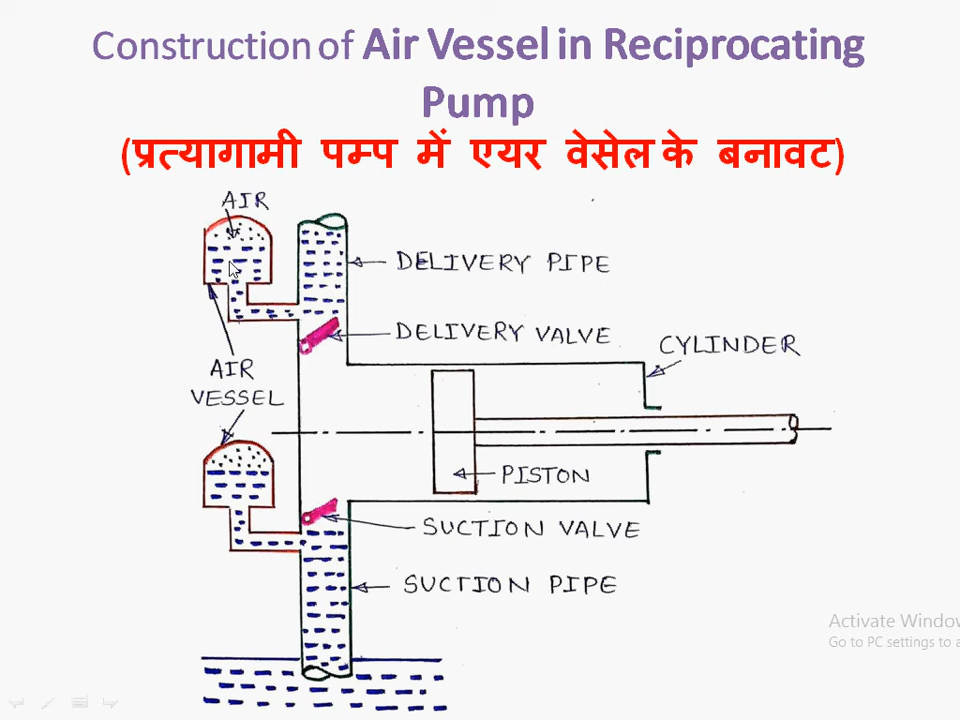 Construction of Air Vessel in Reciprocating
Pump
(प्रत्यागामी पम्प में एयर वेसेल के बनावट)
AIR
DELIVERY PIPE
DELIVERY VALVE
CYLINDER
AIR
VESSEL
PISTON
SUCTION VALVE
SUCTION PIPE
Activate Window
Go to PC settings to a